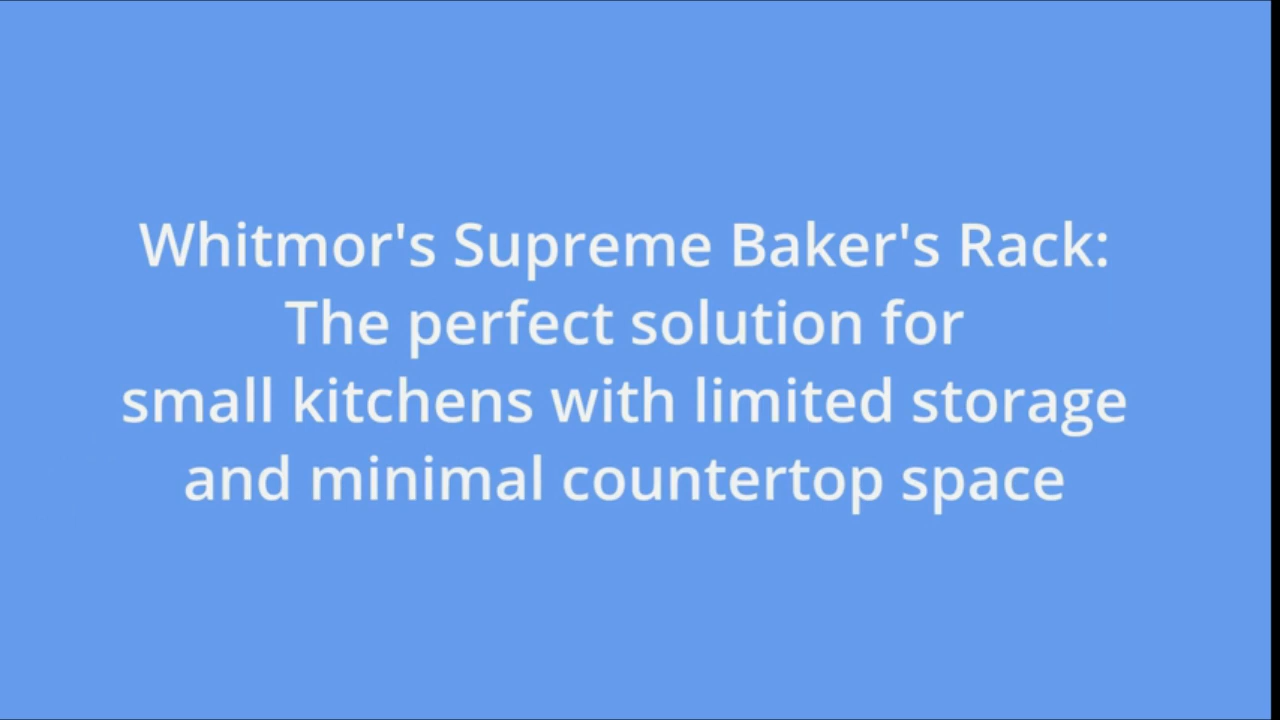 Whitmor's Supreme Baker's Rack:
The perfect solution for
small kitchens with limited storage
and minimal countertop space